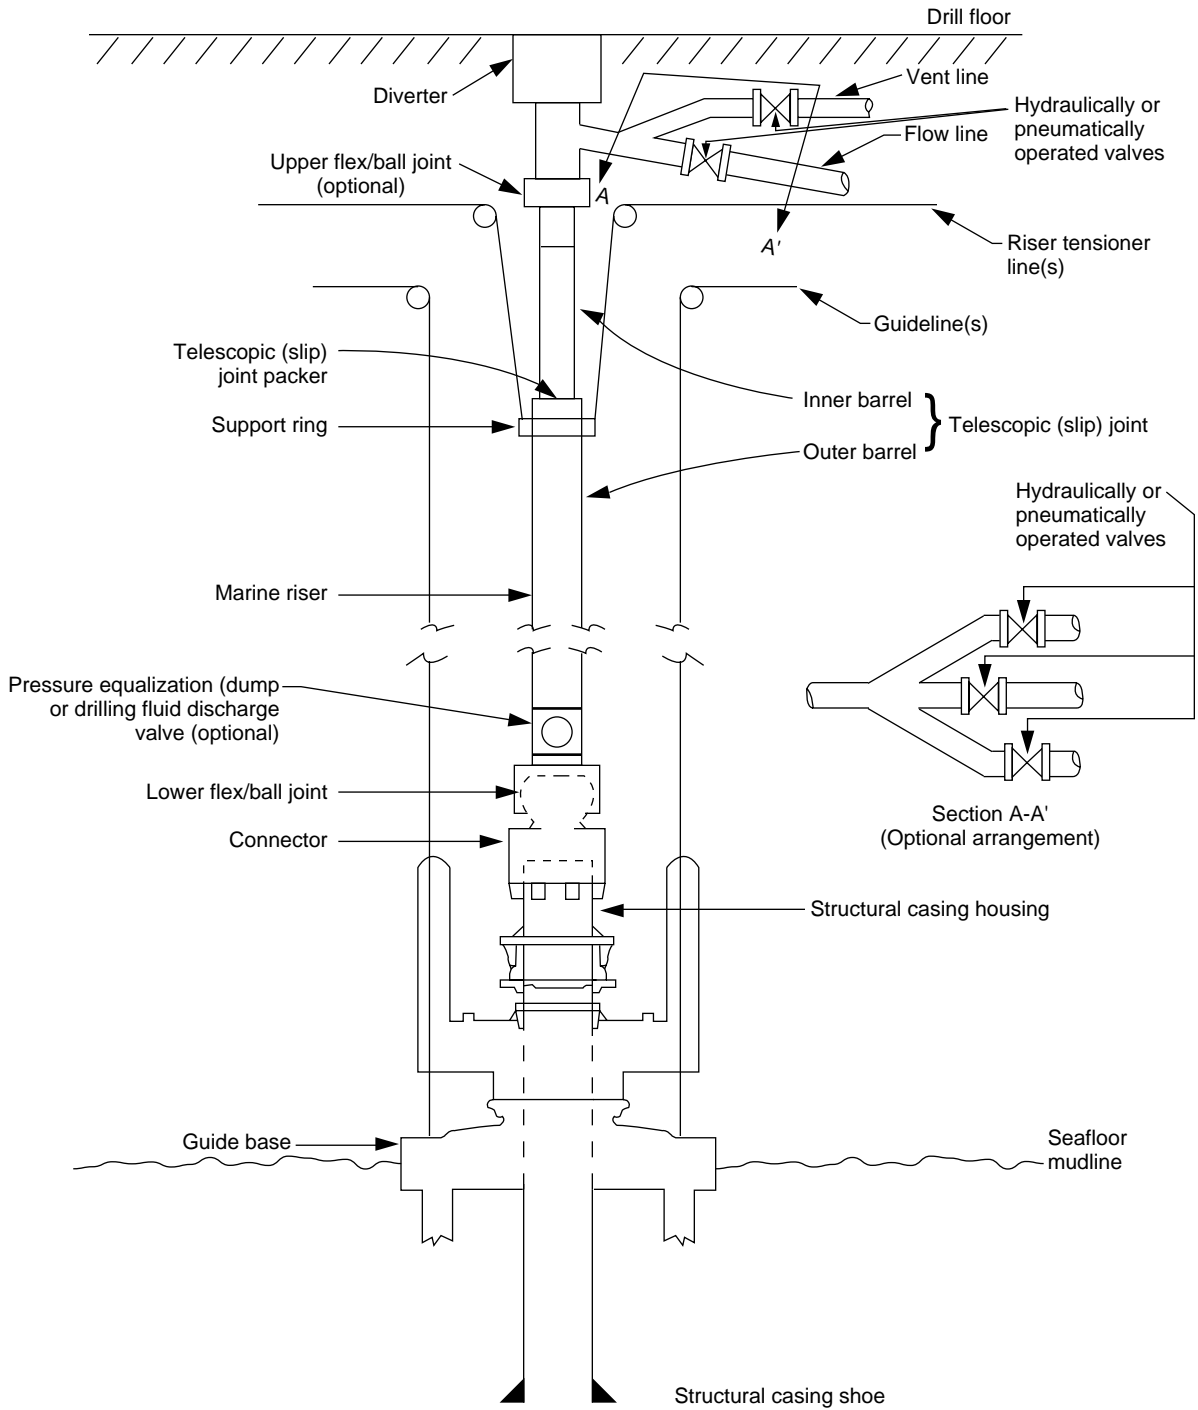 Drill floor
Diverter
Vent line
Hydraulically or
pneumatically
operated valves
Flow line
Upper flex/ball joint
(optional)
A
A'
Riser tensioner
line(s)
Guideline(s)
Telescopic (slip)
joint packer
Inner barrel
Support ring
Telescopic (slip) joint
Outer barrel
Hydraulically or
pneumatically
operated valves
Marine riser
Pressure equalization (dump
or drilling fluid discharge
valve (optional)
Lower flex/ball joint
Section A-A'
(Optional arrangement)
Connector
Structural casing housing
Guide base
Seafloor
mudline
Structural casing shoe